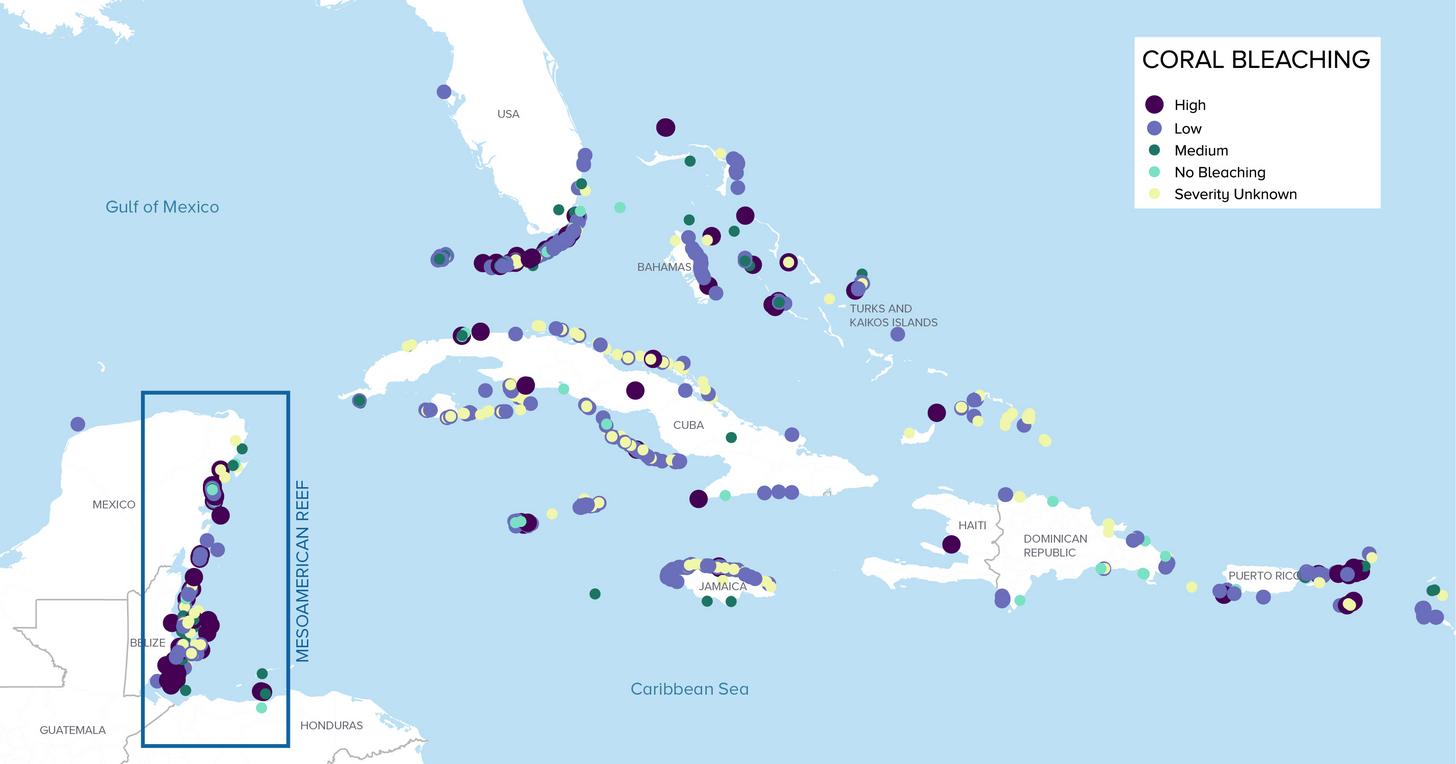 CORAL BLEACHING
High
Low
Medium
No Bleaching
Severity Unknown
USA
Gulf of Mexico
BAHAMAS
TURKS AND
KAIKOS ISLANDS
CUBA
MEXICO
MESOAMERICAN REEF
HAITI
DOMINICAN
REPUBLIC
PUERTO RICO
JAMAICA
BELIZE
Caribbean Sea
GUATEMALA
HONDURAS